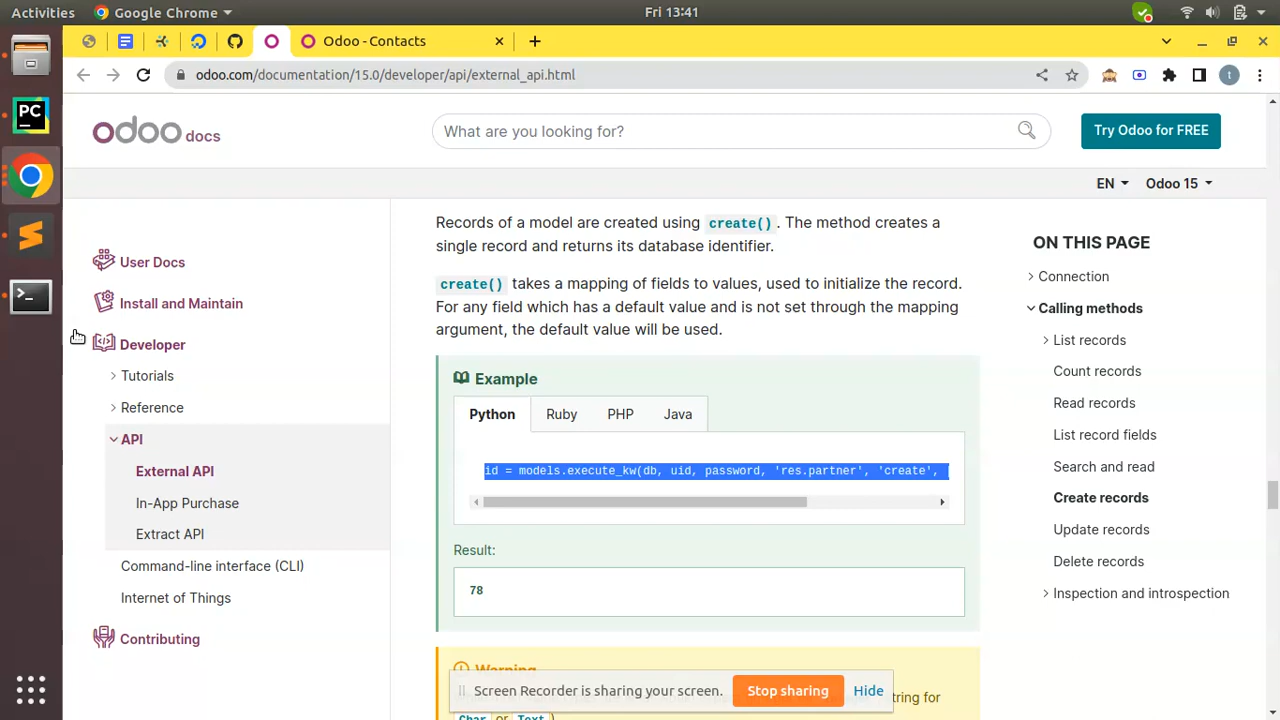 Activities
Google Chrome
Fri 13:41
Odoo - Contacts
odoo.com/documentation/15.0/developer/api/external_api.html
t
PC
odoo docs
What are you looking for?
Try Odoo for FREE
EN
Odoo 15
User Docs
Install and Maintain
Developer
Tutorials
Reference
API
External API
In-App Purchase
Extract API
Command-line interface (CLI)
Internet of Things
Contributing
Records of a model are created using create(). The method creates a
single record and returns its database identifier.
create() takes a mapping of fields to values, used to initialize the record.
For any field which has a default value and is not set through the mapping
argument, the default value will be used.
Example
Python Ruby PHP Java
id = models.execute_kw(db, uid, password, 'res.partner', 'create', [
Result:
78
Warning
tring for
Char or Text)
Screen Recorder is sharing your screen.
Stop sharing
Hide
ON THIS PAGE
Connection
Calling methods
List records
Count records
Read records
List record fields
Search and read
Create records
Update records
Delete records
Inspection and introspection